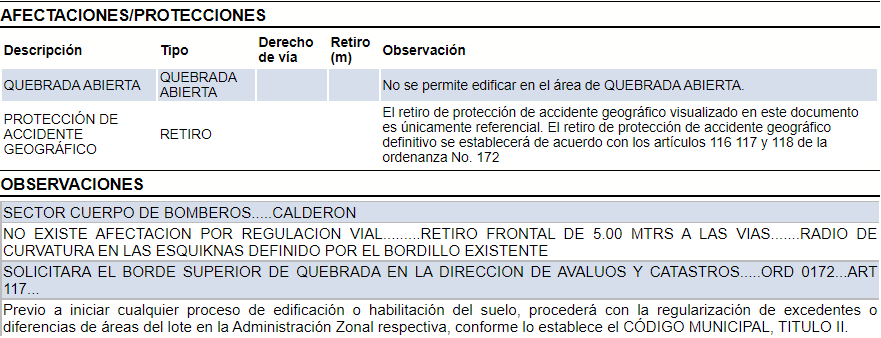 AFECTACIONES/PROTECCIONES
Descripción Tipo Derecho de vía Retiro (m) Observación
QUEBRADA ABIERTA QUEBRADA ABIERTA No se permite edificar en el área de QUEBRADA ABIERTA.
PROTECCIÓN DE ACCIDENTE GEOGRÁFICO RETIRO El retiro de protección de accidente geográfico visualizado en este documento
es únicamente referencial. El retiro de protección de accidente geográfico
definitivo se establecerá de acuerdo con los artículos 116 117 y 118 de la
ordenanza No. 172
OBSERVACIONES
SECTOR CUERPO DE BOMBEROS.....CALDERON
NO EXISTE AFECTACION POR REGULACION VIAL.........RETIRO FRONTAL DE 5.00 MTRS A LAS VIAS.......RADIO DE
CURVATURA EN LAS ESQUIKNAS DEFINIDO POR EL BORDILLO EXISTENTE
SOLICITARA EL BORDE SUPERIOR DE QUEBRADA EN LA DIRECCION DE AVALUOS Y CATASTROS.....ORD 0172...ART
117...
Previo a iniciar cualquier proceso de edificación o habilitación del suelo, procederá con la regularización de excedentes o
diferencias de áreas del lote en la Administración Zonal respectiva, conforme lo establece el CÓDIGO MUNICIPAL, TITULO II.